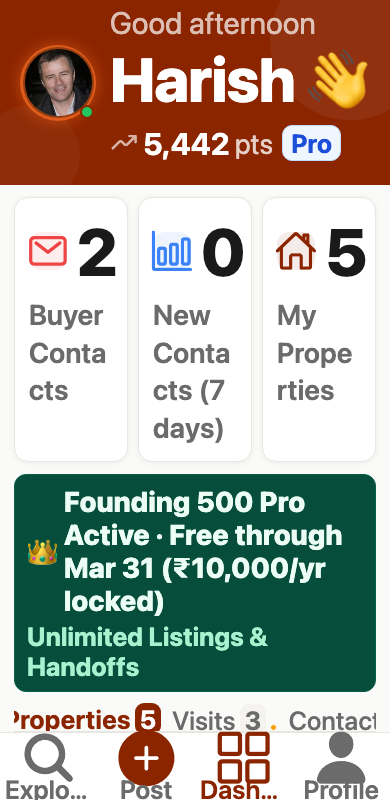 Good afternoon
Harish 👋
5,442 pts Pro
2
Buyer
Conta
cts
0
New
Conta
cts (7
days)
5
My
Prope
rties
Founding 500 Pro
Active · Free through
Mar 31 (₹10,000/yr
locked)
Unlimited Listings &
Handoffs
Properties 5 Visits 3 Contact
Explo... Post Dash... Profile